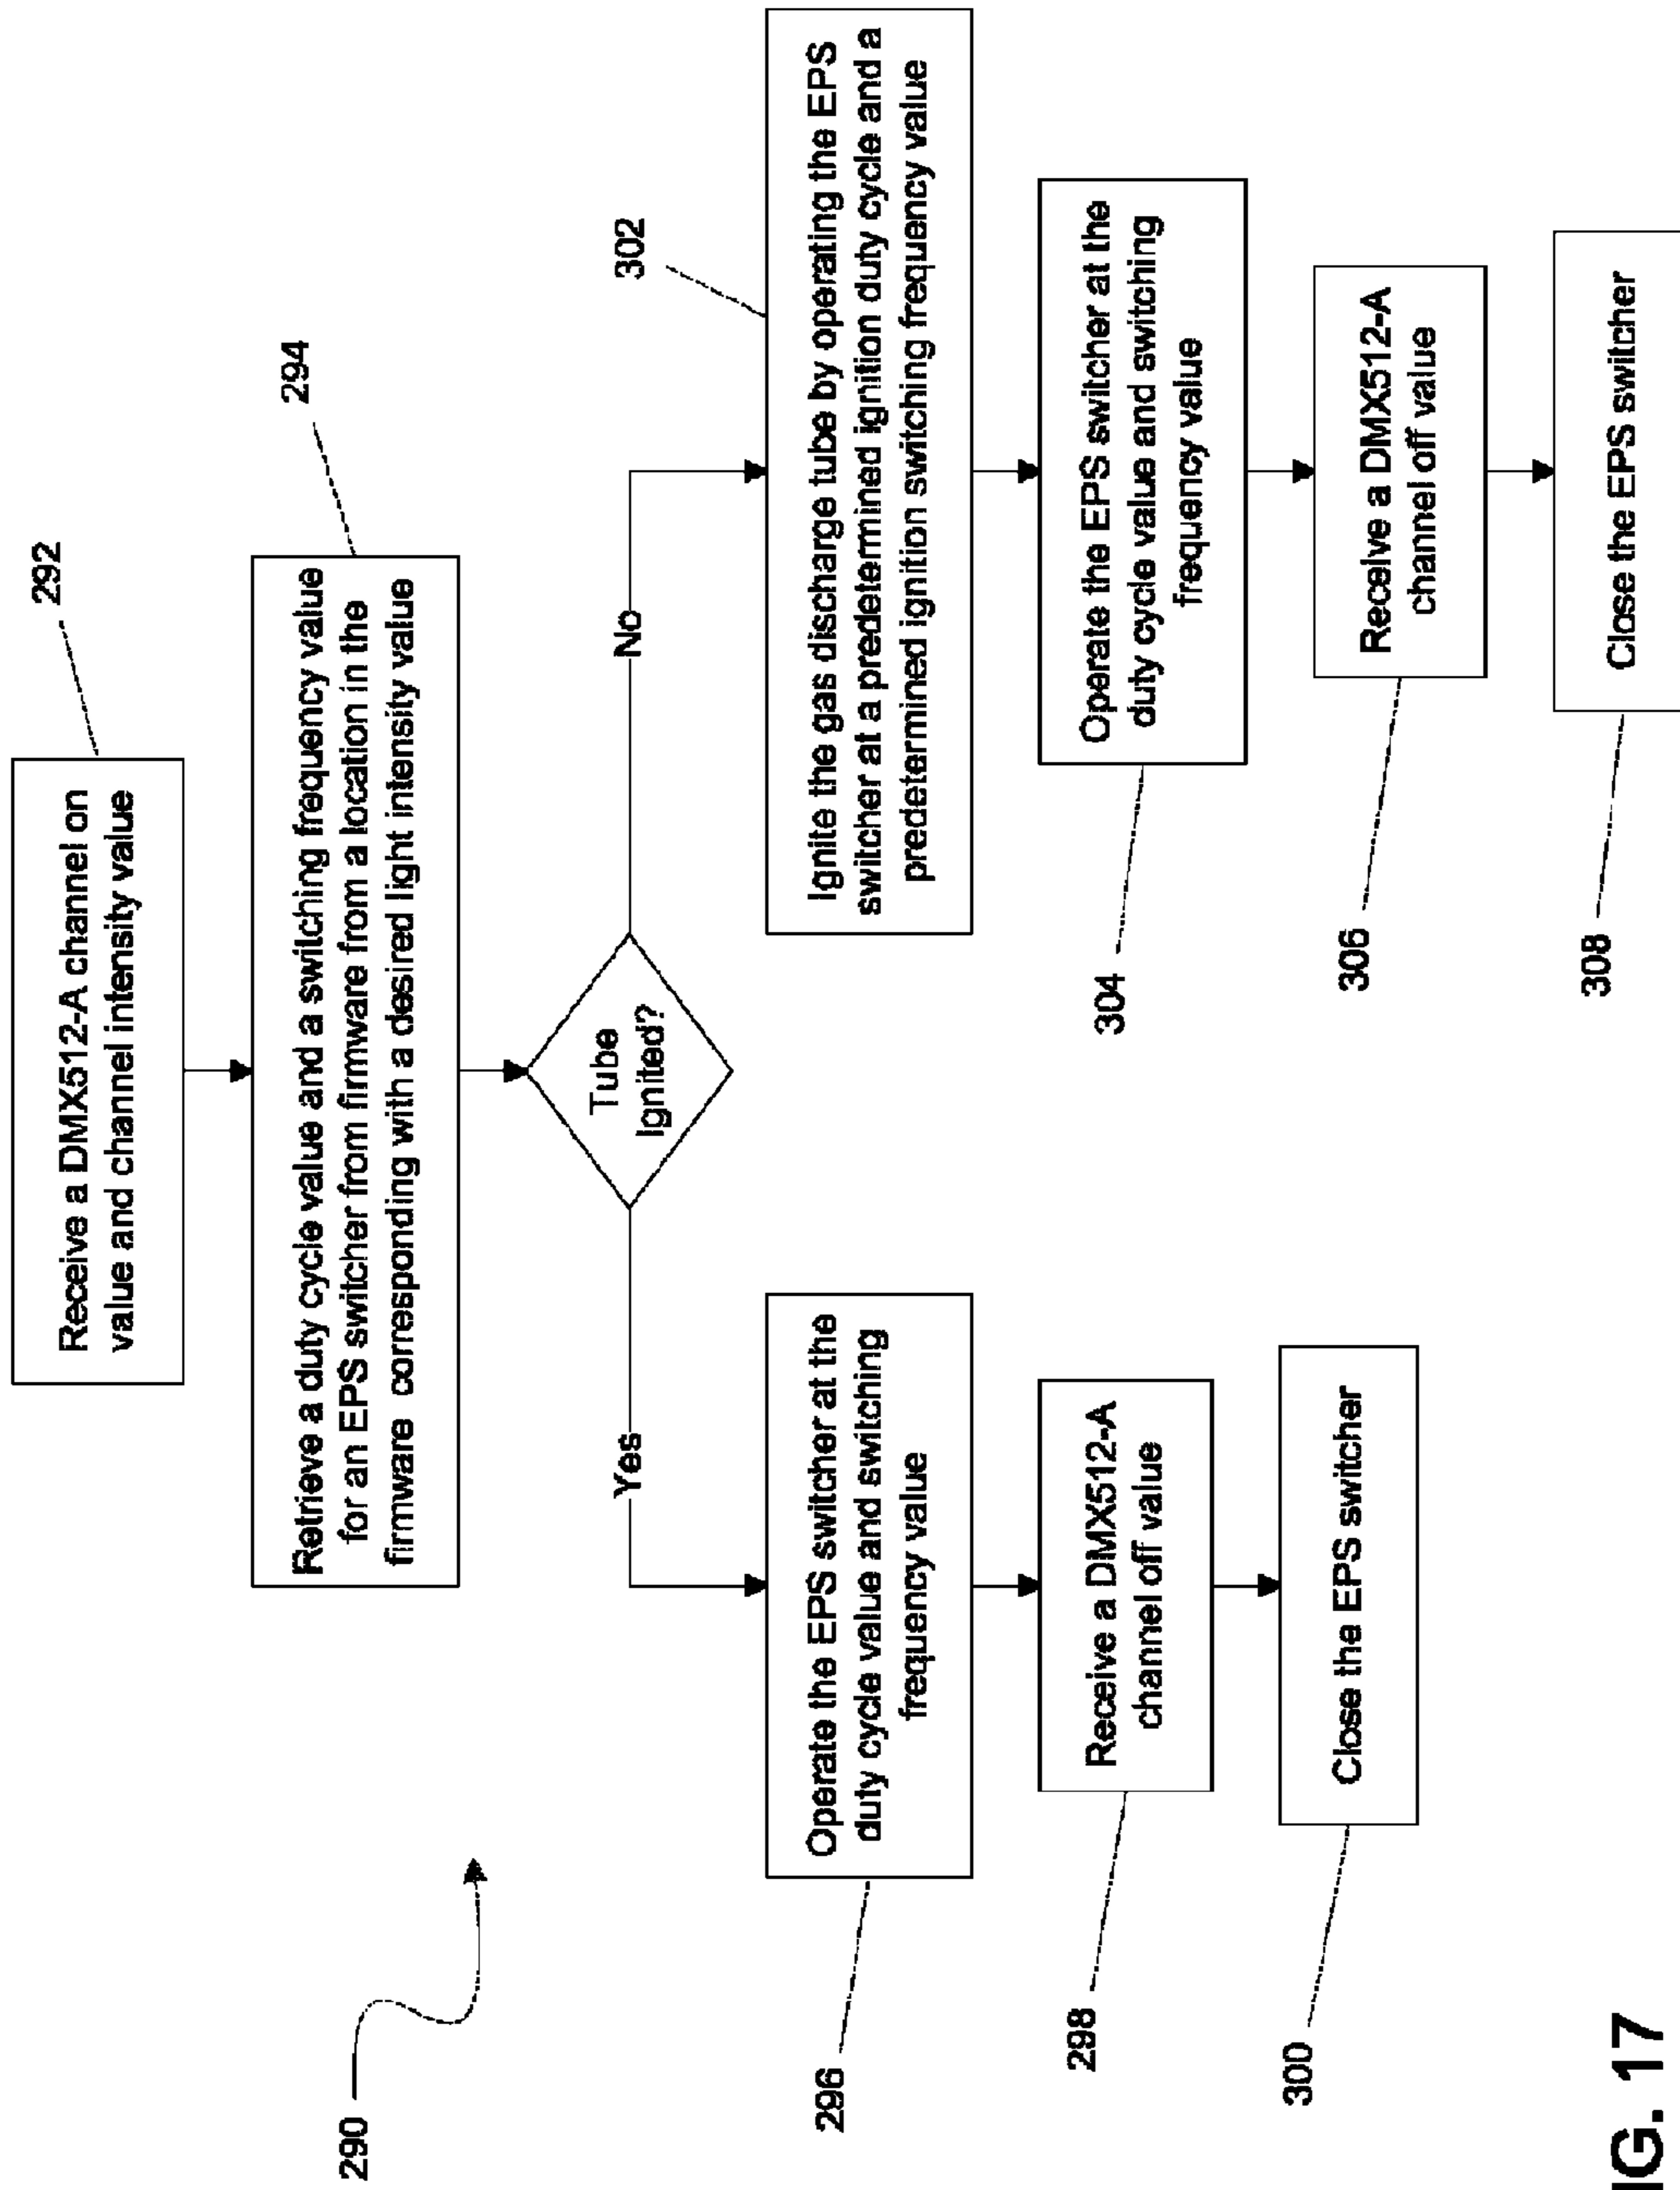 290
292
Receive a DMX512-A channel on
value and channel intensity value
294
Retrieve a duty cycle value and a switching frequency value
for an EPS switcher from firmware from a location in the
firmware corresponding with a desired light intensity value
Tube
Ignited?
Yes
No
296
Operate the EPS switcher at the
duty cycle value and switching
frequency value
298
Receive a DMX512-A
channel off value
300
Close the EPS switcher
302
Ignite the gas discharge tube by operating the EPS
switcher at a predetermined ignition duty cycle and a
predetermined ignition switching frequency value
304
Operate the EPS switcher at the
duty cycle value and switching
frequency value
306
Receive a DMX512-A
channel off value
308
Close the EPS switcher
IG. 17